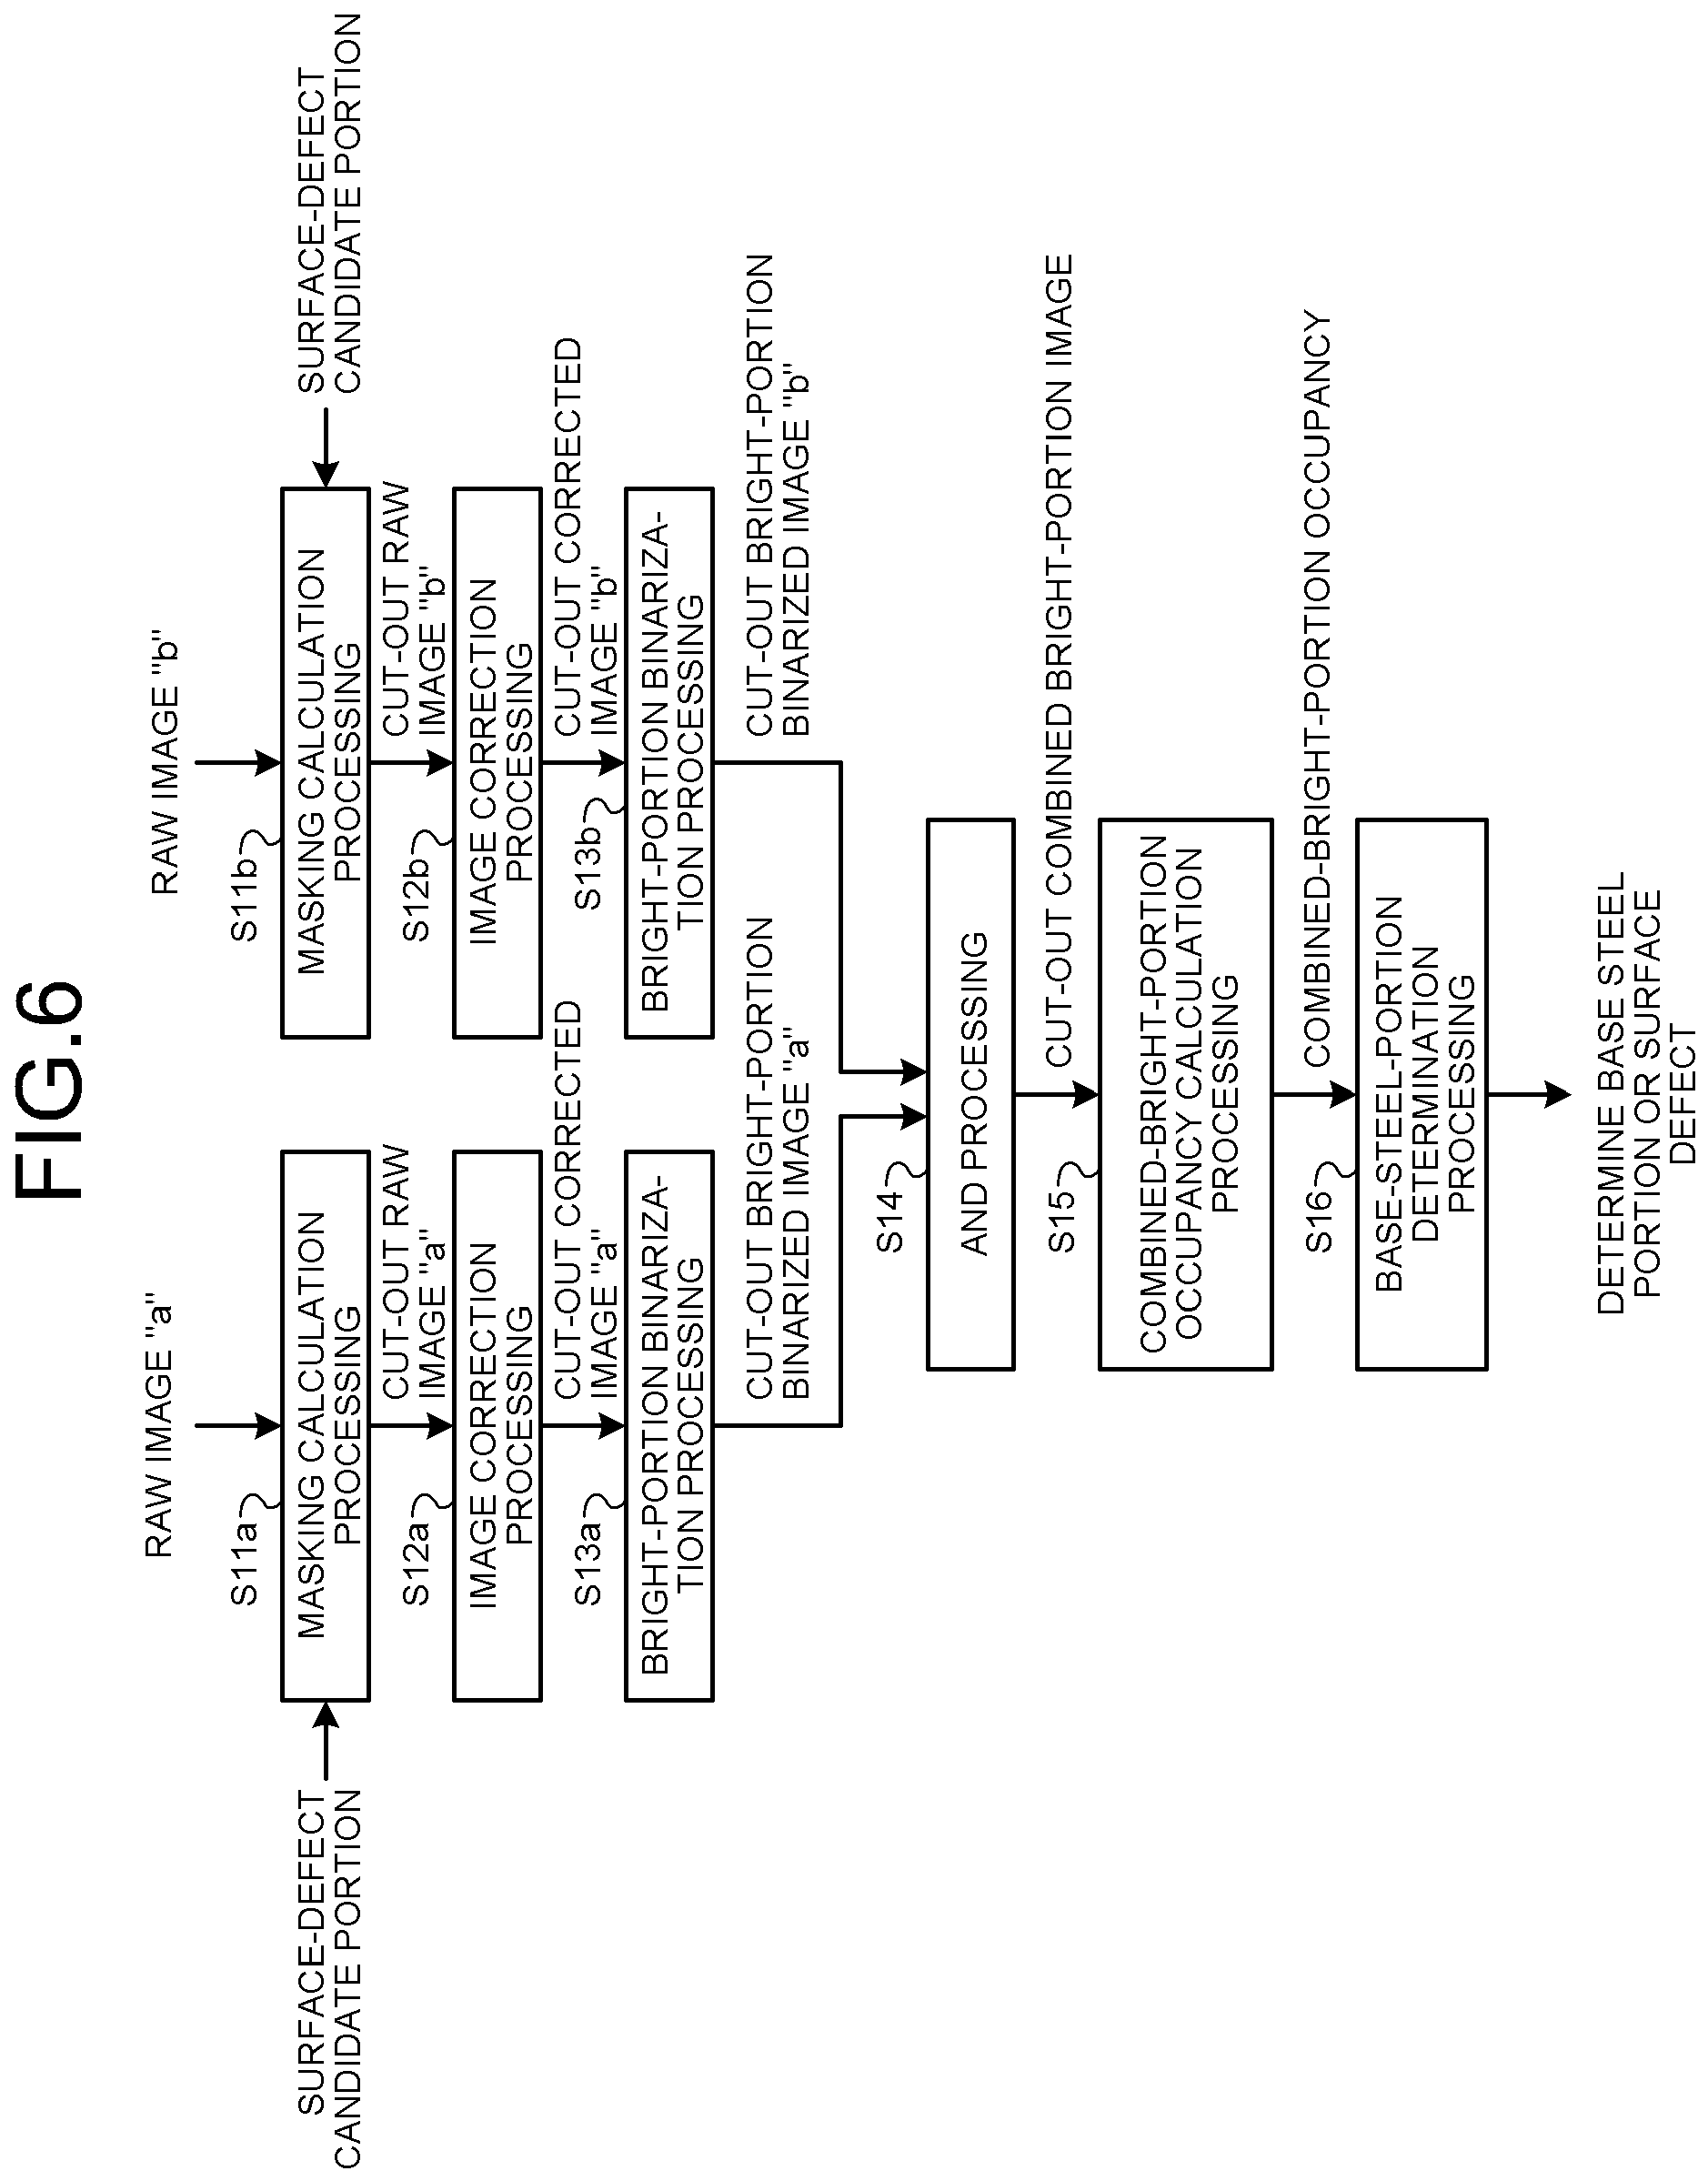 FIG.6
RAW IMAGE "a"
RAW IMAGE "b"
SURFACE-DEFECT
CANDIDATE PORTION
S11a
MASKING CALCULATION
PROCESSING
S11b
MASKING CALCULATION
PROCESSING
SURFACE-DEFECT
CANDIDATE PORTION
CUT-OUT RAW
IMAGE "a"
CUT-OUT RAW
IMAGE "b"
S12a
IMAGE CORRECTION
PROCESSING
S12b
IMAGE CORRECTION
PROCESSING
CUT-OUT CORRECTED
IMAGE "a"
CUT-OUT CORRECTED
IMAGE "b"
S13a
BRIGHT-PORTION BINARIZA-
TION PROCESSING
S13b
BRIGHT-PORTION BINARIZA-
TION PROCESSING
CUT-OUT BRIGHT-PORTION
BINARIZED IMAGE "a"
CUT-OUT BRIGHT-PORTION
BINARIZED IMAGE "b"
S14
AND PROCESSING
CUT-OUT COMBINED BRIGHT-PORTION IMAGE
S15
COMBINED-BRIGHT-PORTION
OCCUPANCY CALCULATION
PROCESSING
COMBINED-BRIGHT-PORTION OCCUPANCY
S16
BASE-STEEL-PORTION
DETERMINATION
PROCESSING
DETERMINE BASE STEEL
PORTION OR SURFACE
DEFECT